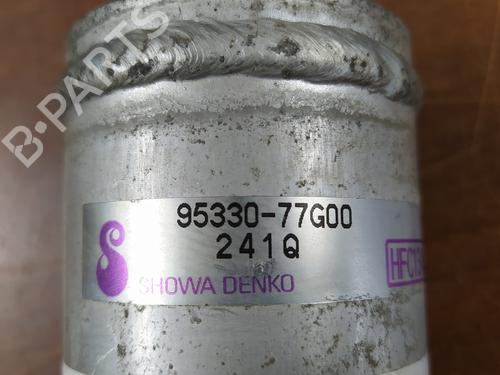 B-PARTS
95330-77G00
241Q
SHOWA DENKO